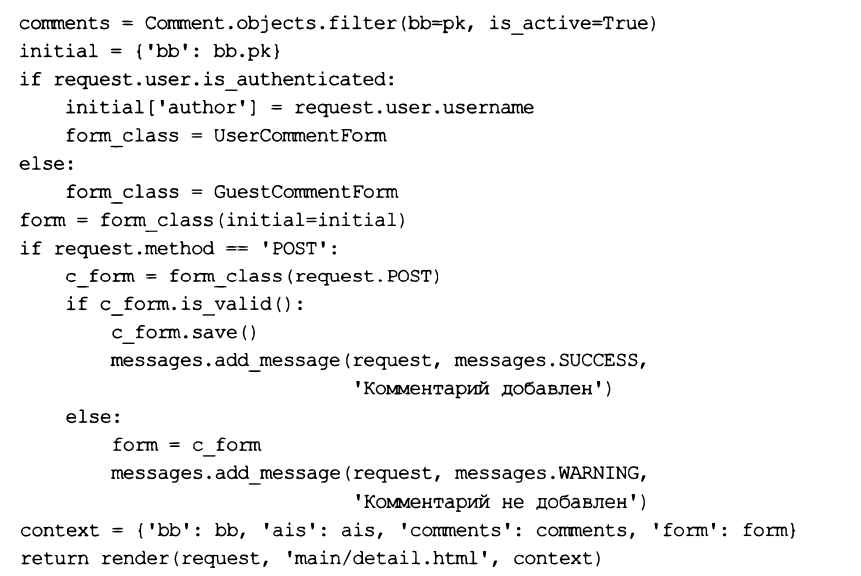 comments = Comment.objects.filter(bb=pk, is_active=True)
initial = {'bb': bb.pk}
if request.user.is_authenticated:
    initial['author'] = request.user.username
    form_class = UserCommentForm
else:
    form_class = GuestCommentForm
form = form_class(initial=initial)
if request.method == 'POST':
    c_form = form_class(request.POST)
    if c_form.is_valid():
        c_form.save()
        messages.add_message(request, messages.SUCCESS,
                             'Комментарий добавлен')
    else:
        form = c_form
        messages.add_message(request, messages.WARNING,
                             'Комментарий не добавлен')
context = {'bb': bb, 'ais': ais, 'comments': comments, 'form': form}
return render(request, 'main/detail.html', context)